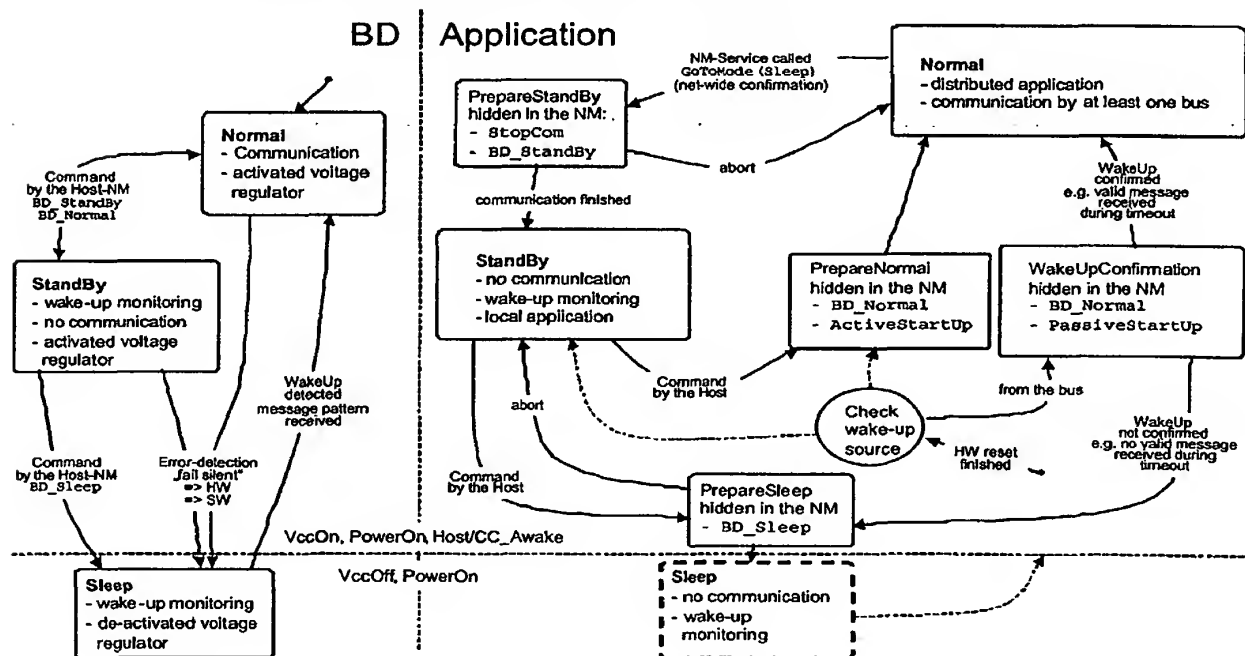 BD
Application
NM-Service called
GoToMode (Sleep)
(net-wide confirmation)
Normal
- distributed application
- communication by at least one bus
PrepareStandBy
hidden in the NM:
- StopCom
- BD_StandBy
abort
Normal
- Communication
- activated voltage
regulator
Command
by the Host-NM
BD_StandBy
BD_Normal
WakeUp
confirmed
e.g. valid message
received
during timeout
communication finished
StandBy
- wake-up monitoring
- no communication
- activated voltage
regulator
StandBy
- no communication
- wake-up monitoring
- local application
PrepareNormal
hidden in the NM
- BD_Normal
- ActiveStartUp
WakeUpConfirmation
hidden in the NM
- BD_Normal
- PassiveStartUp
WakeUp
detected
message pattern
received
Command
by the Host
abort
from the bus
Check
wake-up
source
HW reset
finished
WakeUp
not confirmed
e.g. no valid message
received during
timeout
Command
by the Host-NM
BD_Sleep
Error-detection
„fail silent"
=> HW
=> SW
Command
by the Host
PrepareSleep
hidden in the NM
- BD_Sleep
VccOn, PowerOn, Host/CC_Awake
VccOff, PowerOn
Sleep
- wake-up monitoring
- de-activated voltage
regulator
Sleep
- no communication
- wake-up
monitoring